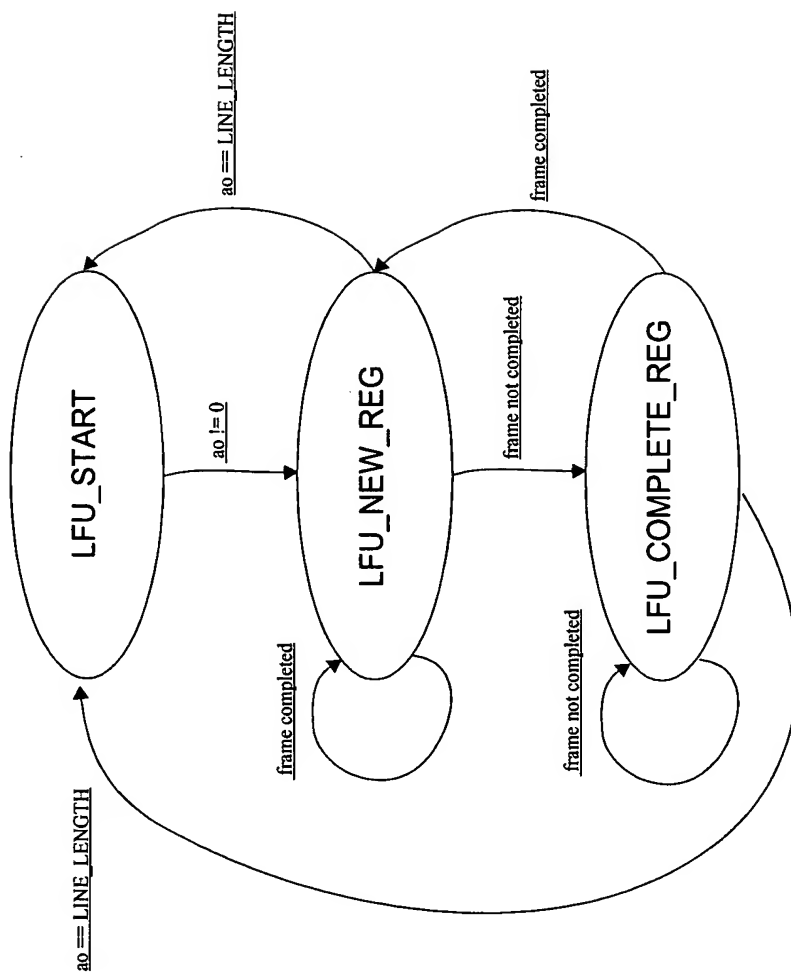 ao == LINE_LENGTH
LFU_START
ao == LINE_LENGTH
ao != 0
frame completed
LFU_NEW_REG
frame not completed
frame completed
frame not completed
LFU_COMPLETE_REG